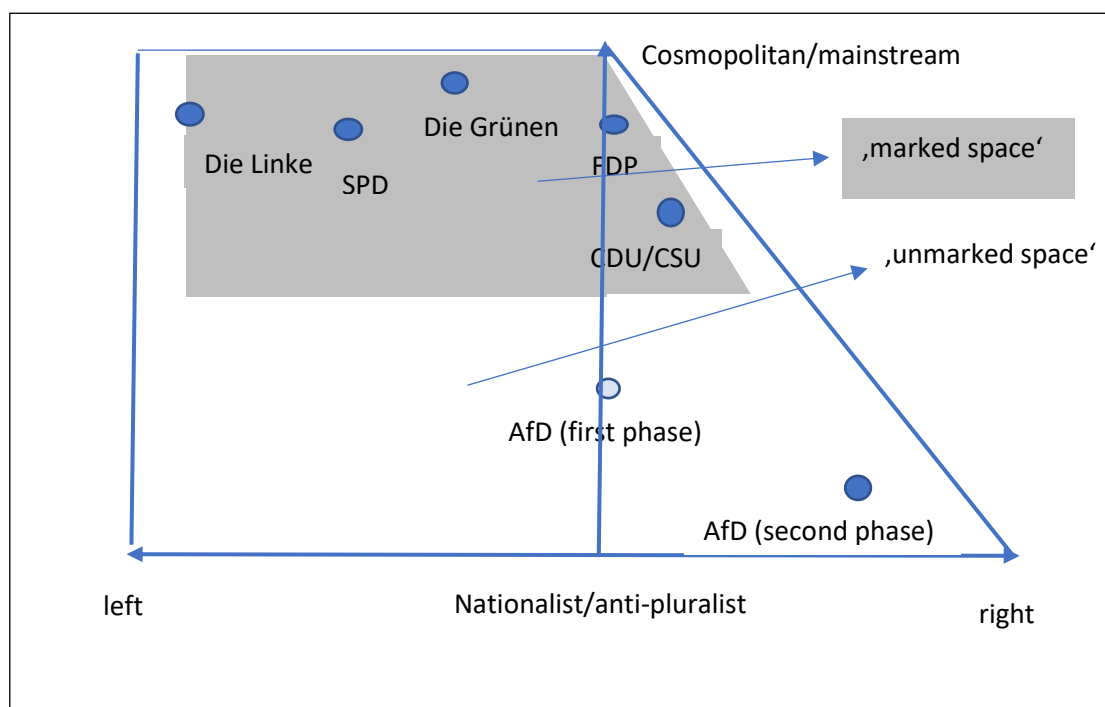 Cosmopolitan/mainstream
Die Grünen
Die Linke
SPD
FDP
‚marked space‘
CDU/CSU
‚unmarked space‘
AfD (first phase)
AfD (second phase)
left
Nationalist/anti-pluralist
right